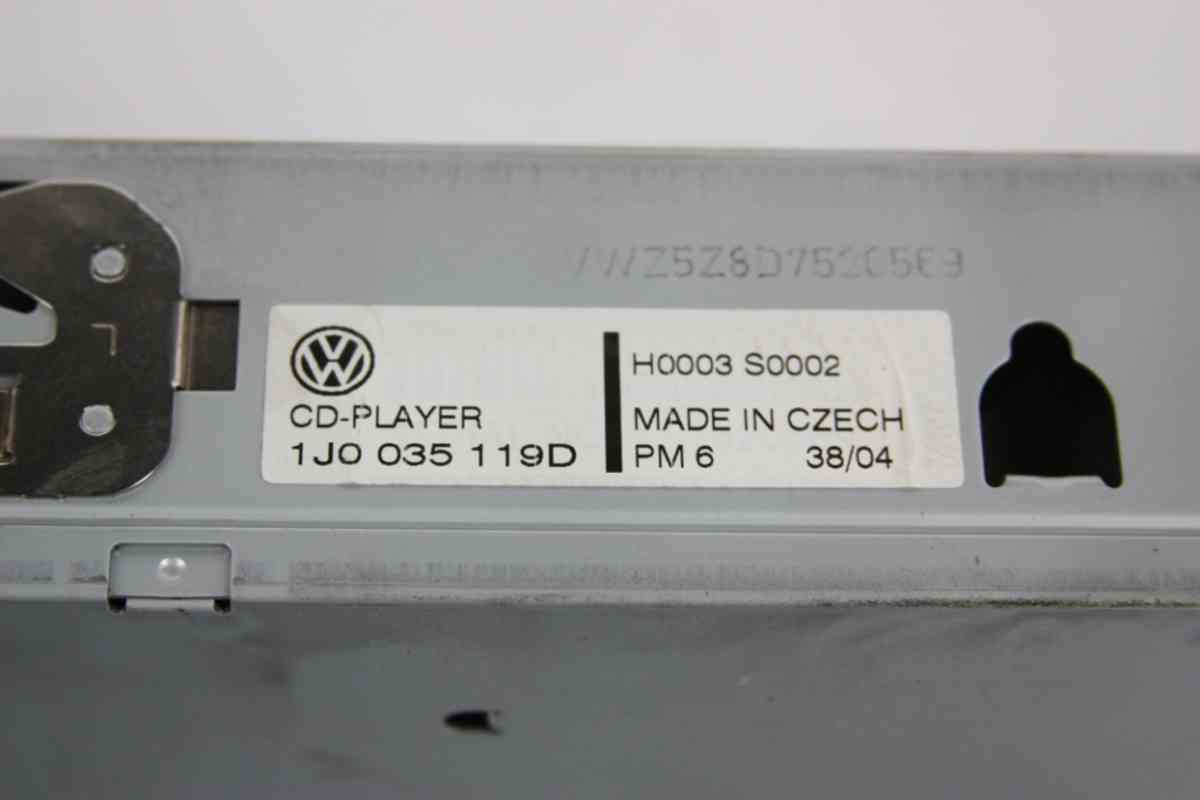 VWZ5Z8D7520569
CD-PLAYER
1J0 035 119D
H0003 S0002
MADE IN CZECH
PM 6 38/04